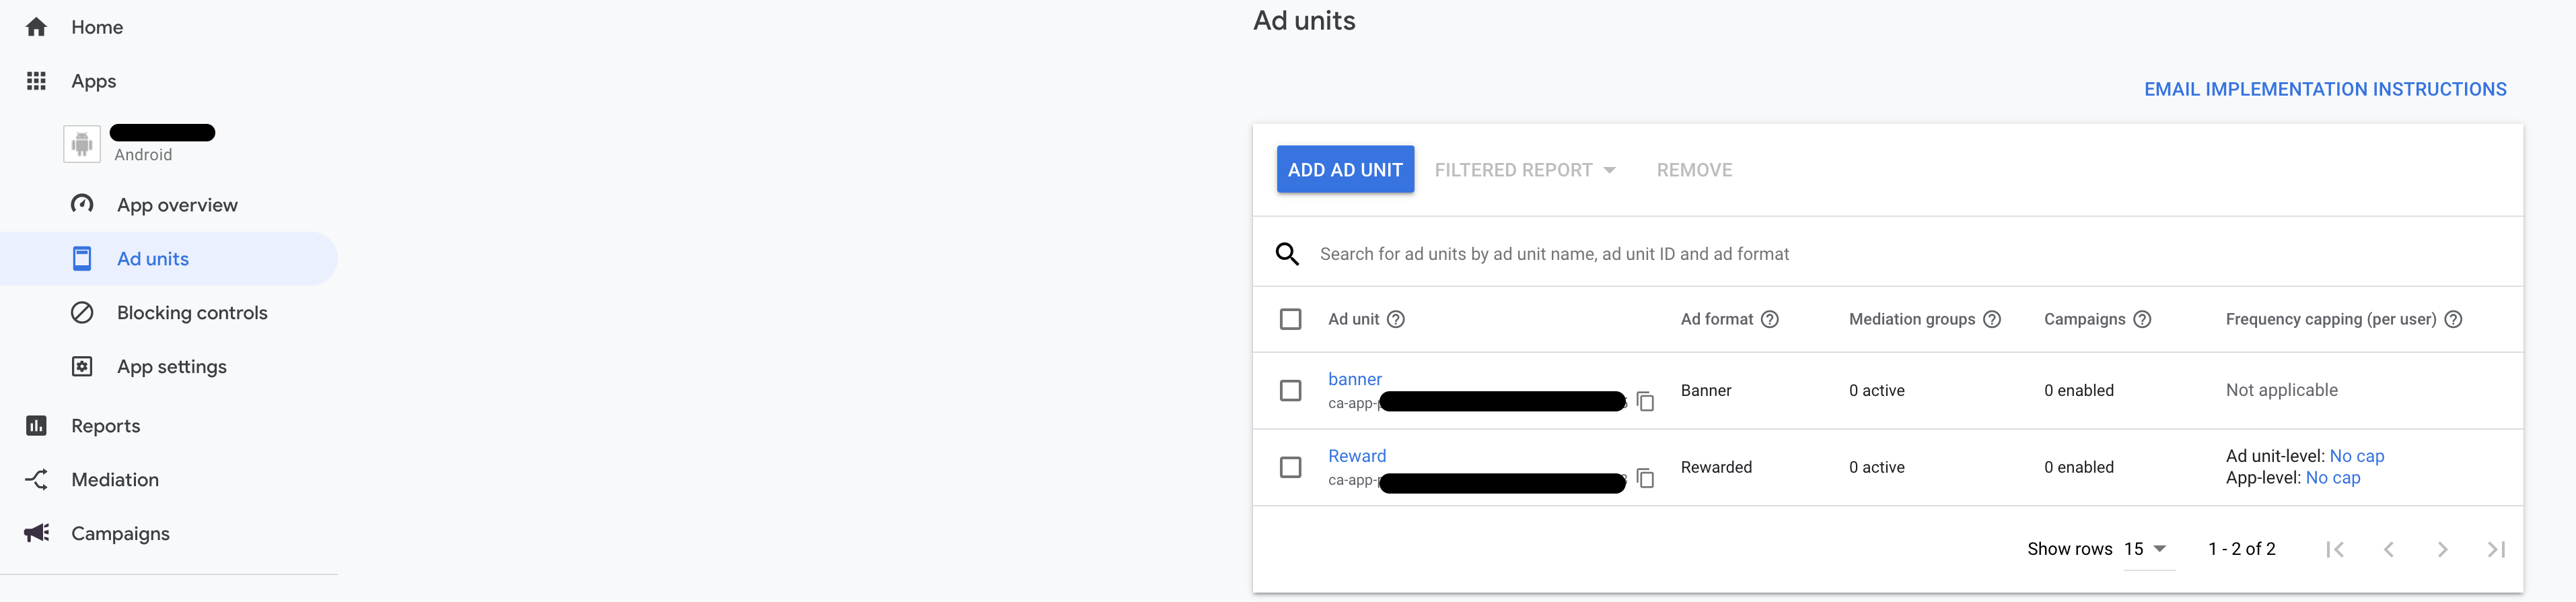 Home
Apps
Android
App overview
Ad units
Blocking controls
App settings
Reports
Mediation
Campaigns
Ad units
EMAIL IMPLEMENTATION INSTRUCTIONS
ADD AD UNIT FILTERED REPORT REMOVE
Search for ad units by ad unit name, ad unit ID and ad format
Ad unit Ad format Mediation groups Campaigns Frequency capping (per user)
banner
ca-app- Banner 0 active 0 enabled Not applicable
Reward
ca-app- Rewarded 0 active 0 enabled Ad unit-level: No cap
App-level: No cap
Show rows 15 1 - 2 of 2